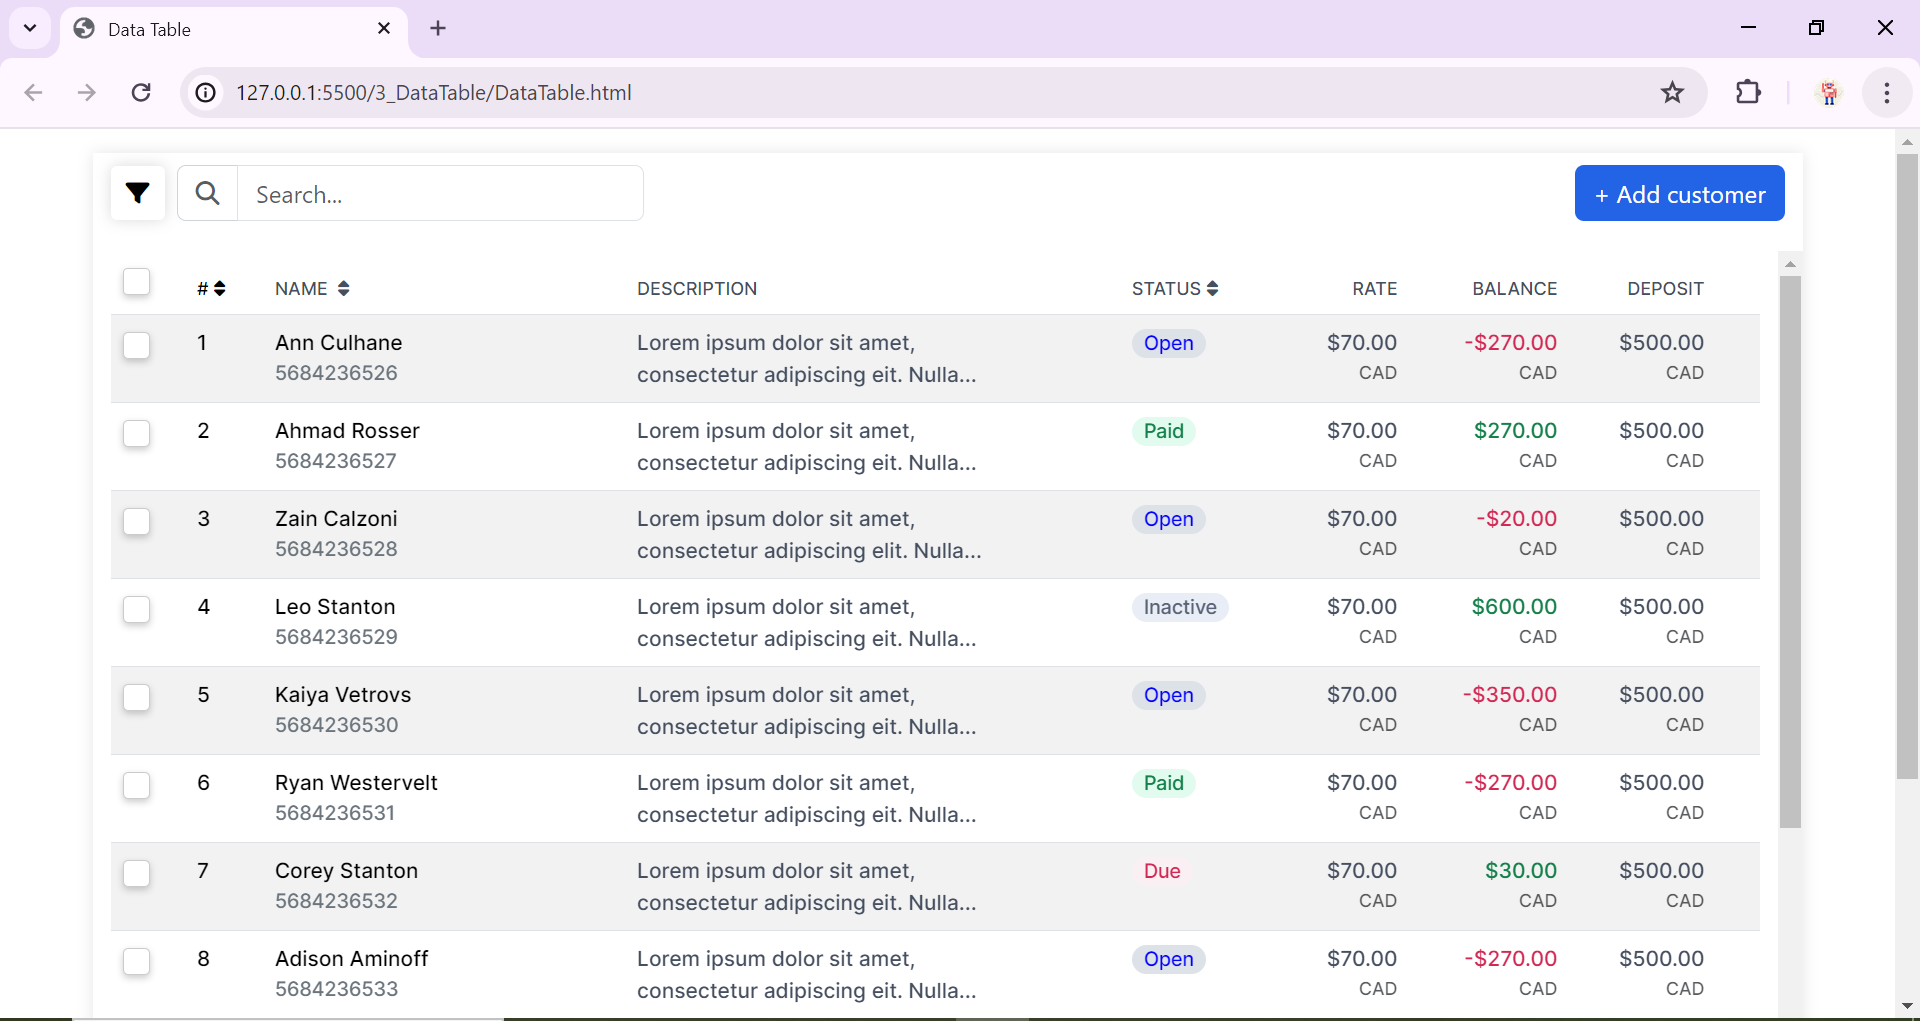 Data Table
127.0.0.1:5500/3_DataTable/DataTable.html
Search...
+ Add customer
# NAME DESCRIPTION STATUS RATE BALANCE DEPOSIT
1 Ann Culhane Lorem ipsum dolor sit amet, Open $70.00 -$270.00 $500.00
5684236526 consectetur adipiscing eit. Nulla... CAD CAD CAD
2 Ahmad Rosser Lorem ipsum dolor sit amet, Paid $70.00 $270.00 $500.00
5684236527 consectetur adipiscing eit. Nulla... CAD CAD CAD
3 Zain Calzoni Lorem ipsum dolor sit amet, Open $70.00 -$20.00 $500.00
5684236528 consectetur adipiscing elit. Nulla... CAD CAD CAD
4 Leo Stanton Lorem ipsum dolor sit amet, Inactive $70.00 $600.00 $500.00
5684236529 consectetur adipiscing eit. Nulla... CAD CAD CAD
5 Kaiya Vetrovs Lorem ipsum dolor sit amet, Open $70.00 -$350.00 $500.00
5684236530 consectetur adipiscing eit. Nulla... CAD CAD CAD
6 Ryan Westervelt Lorem ipsum dolor sit amet, Paid $70.00 -$270.00 $500.00
5684236531 consectetur adipiscing eit. Nulla... CAD CAD CAD
7 Corey Stanton Lorem ipsum dolor sit amet, Due $70.00 $30.00 $500.00
5684236532 consectetur adipiscing eit. Nulla... CAD CAD CAD
8 Adison Aminoff Lorem ipsum dolor sit amet, Open $70.00 -$270.00 $500.00
5684236533 consectetur adipiscing eit. Nulla... CAD CAD CAD